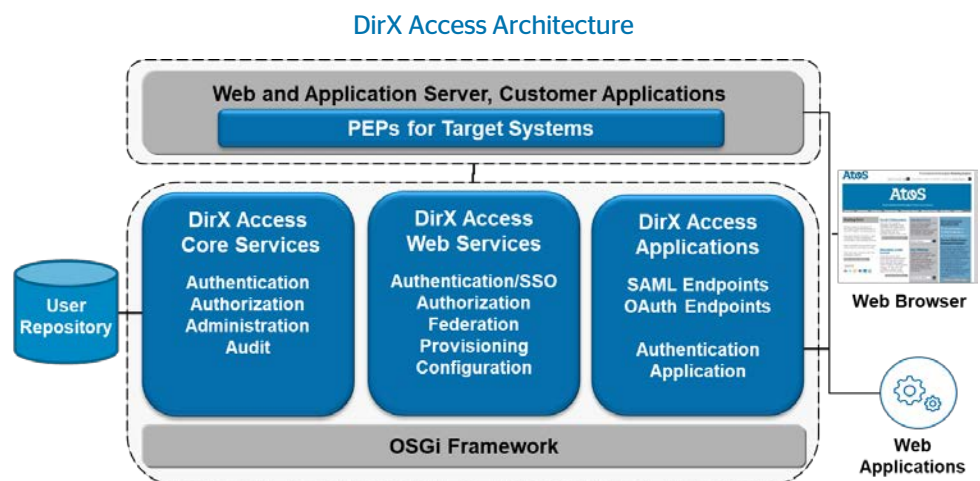 DirX Access Architecture
Web and Application Server, Customer Applications
PEPs for Target Systems
DirX Access
Core Services
Authentication
Authorization
Administration
Audit
DirX Access
Web Services
Authentication/SSO
Authorization
Federation
Provisioning
Configuration
DirX Access
Applications
SAML Endpoints
OAuth Endpoints
Authentication
Application
User
Repository
OSGi Framework
AtoS
AtoS
Web Browser
Web
Applications